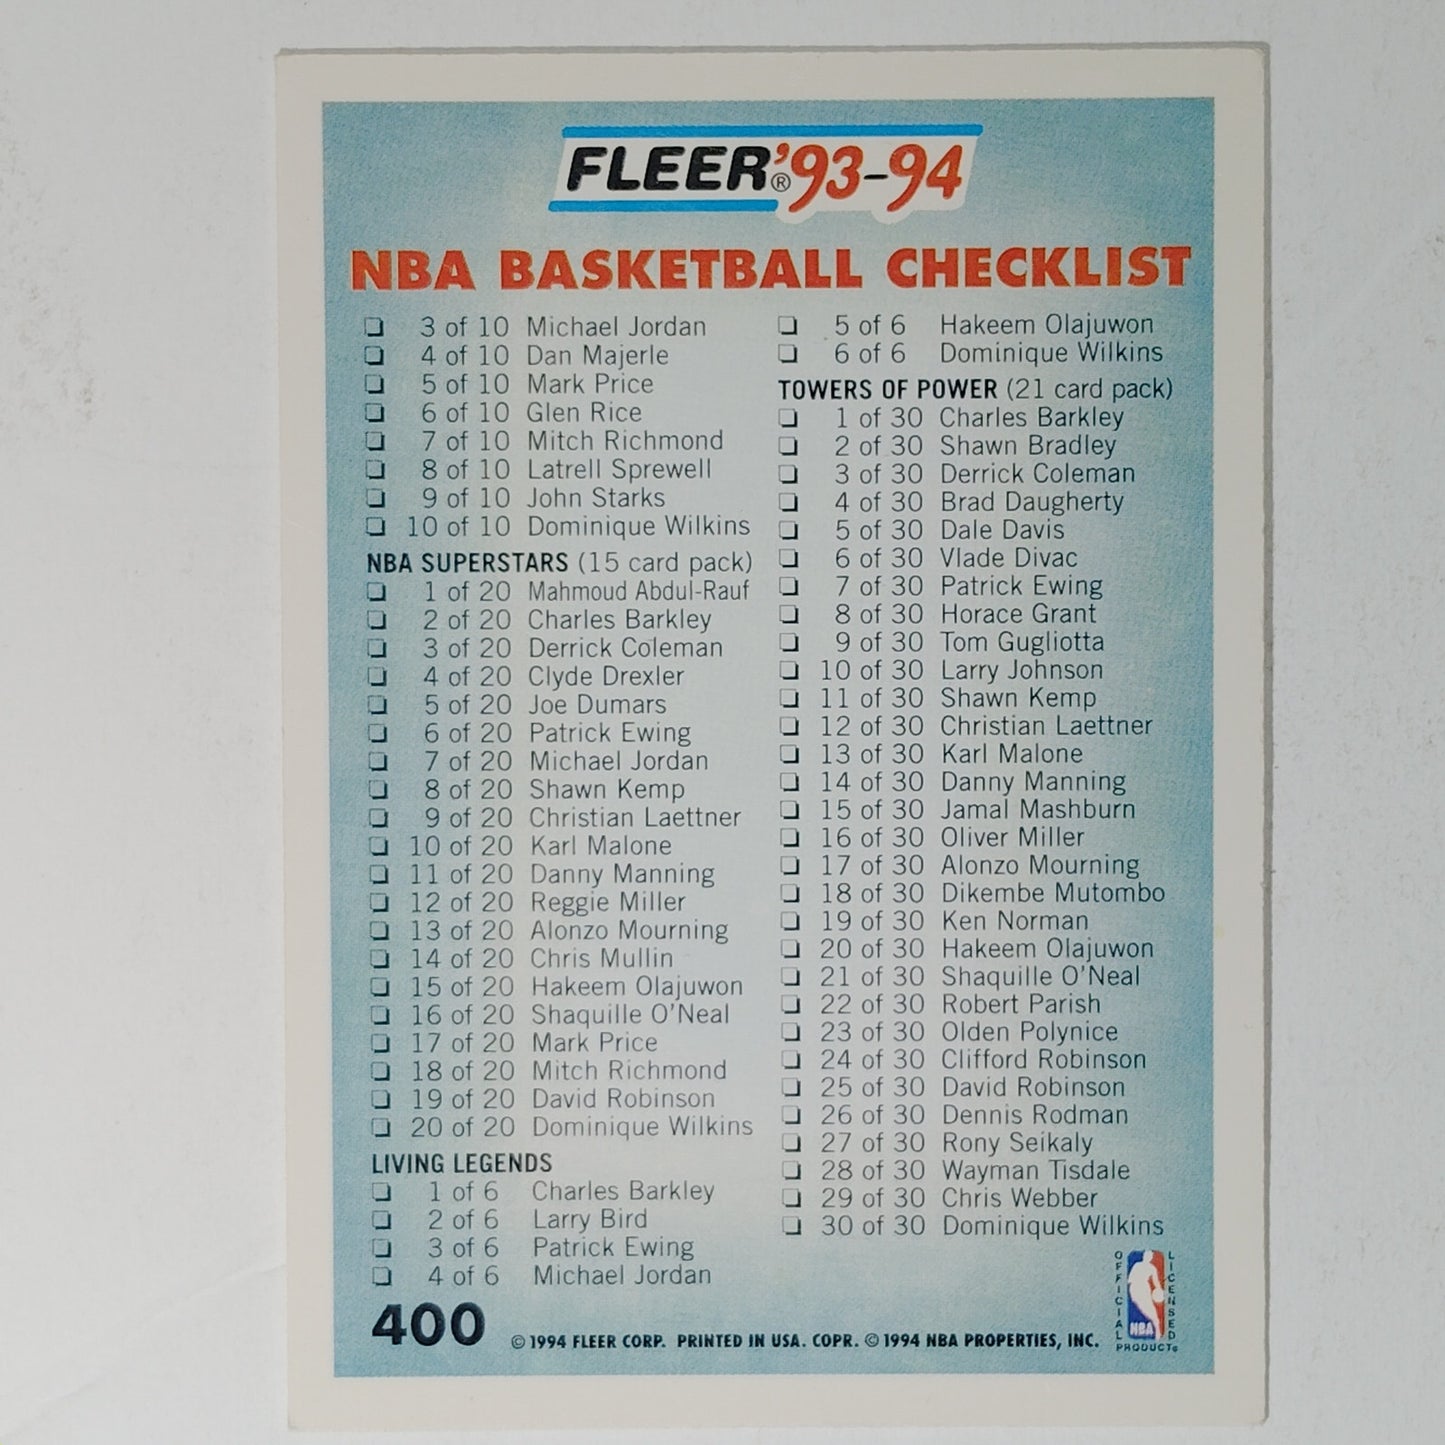 FLEER® '93-94
NBA BASKETBALL CHECKLIST
❏ 3 of 10 Michael Jordan
❏ 4 of 10 Dan Majerle
❏ 5 of 10 Mark Price
❏ 6 of 10 Glen Rice
❏ 7 of 10 Mitch Richmond
❏ 8 of 10 Latrell Sprewell
❏ 9 of 10 John Starks
❏ 10 of 10 Dominique Wilkins
NBA SUPERSTARS (15 card pack)
❏ 1 of 20 Mahmoud Abdul-Rauf
❏ 2 of 20 Charles Barkley
❏ 3 of 20 Derrick Coleman
❏ 4 of 20 Clyde Drexler
❏ 5 of 20 Joe Dumars
❏ 6 of 20 Patrick Ewing
❏ 7 of 20 Michael Jordan
❏ 8 of 20 Shawn Kemp
❏ 9 of 20 Christian Laettner
❏ 10 of 20 Karl Malone
❏ 11 of 20 Danny Manning
❏ 12 of 20 Reggie Miller
❏ 13 of 20 Alonzo Mourning
❏ 14 of 20 Chris Mullin
❏ 15 of 20 Hakeem Olajuwon
❏ 16 of 20 Shaquille O'Neal
❏ 17 of 20 Mark Price
❏ 18 of 20 Mitch Richmond
❏ 19 of 20 David Robinson
❏ 20 of 20 Dominique Wilkins
LIVING LEGENDS
❏ 1 of 6 Charles Barkley
❏ 2 of 6 Larry Bird
❏ 3 of 6 Patrick Ewing
❏ 4 of 6 Michael Jordan
❏ 5 of 6 Hakeem Olajuwon
❏ 6 of 6 Dominique Wilkins
TOWERS OF POWER (21 card pack)
❏ 1 of 30 Charles Barkley
❏ 2 of 30 Shawn Bradley
❏ 3 of 30 Derrick Coleman
❏ 4 of 30 Brad Daugherty
❏ 5 of 30 Dale Davis
❏ 6 of 30 Vlade Divac
❏ 7 of 30 Patrick Ewing
❏ 8 of 30 Horace Grant
❏ 9 of 30 Tom Gugliotta
❏ 10 of 30 Larry Johnson
❏ 11 of 30 Shawn Kemp
❏ 12 of 30 Christian Laettner
❏ 13 of 30 Karl Malone
❏ 14 of 30 Danny Manning
❏ 15 of 30 Jamal Mashburn
❏ 16 of 30 Oliver Miller
❏ 17 of 30 Alonzo Mourning
❏ 18 of 30 Dikembe Mutombo
❏ 19 of 30 Ken Norman
❏ 20 of 30 Hakeem Olajuwon
❏ 21 of 30 Shaquille O'Neal
❏ 22 of 30 Robert Parish
❏ 23 of 30 Olden Polynice
❏ 24 of 30 Clifford Robinson
❏ 25 of 30 David Robinson
❏ 26 of 30 Dennis Rodman
❏ 27 of 30 Rony Seikaly
❏ 28 of 30 Wayman Tisdale
❏ 29 of 30 Chris Webber
❏ 30 of 30 Dominique Wilkins
400
© 1994 FLEER CORP. PRINTED IN USA. COPR. © 1994 NBA PROPERTIES, INC.
OFFICIAL
NBA
LICENSED
PRODUCT®